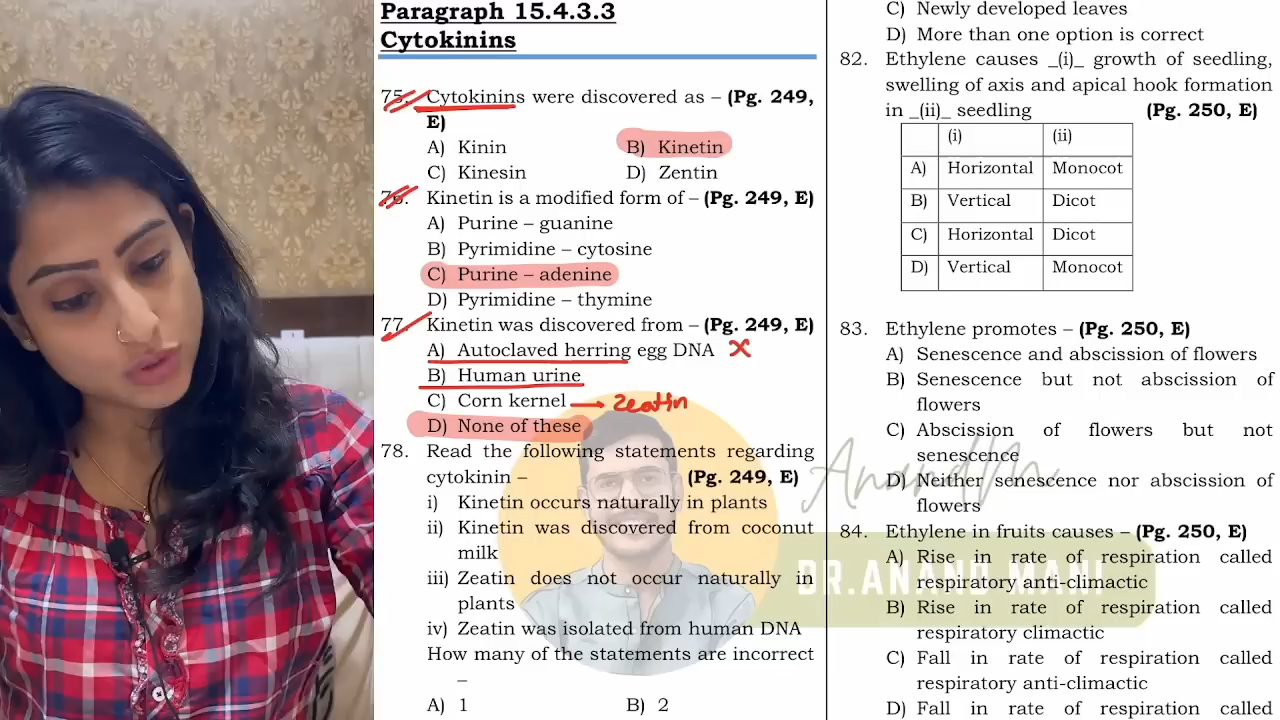 Paragraph 15.4.3.3
Cytokinins
75. Cytokinins were discovered as – (Pg. 249,
E)
A) Kinin
B) Kinetin
C) Kinesin
D) Zentin
76. Kinetin is a modified form of – (Pg. 249, E)
A) Purine – guanine
B) Pyrimidine – cytosine
C) Purine – adenine
D) Pyrimidine – thymine
77. Kinetin was discovered from – (Pg. 249, E)
A) Autoclaved herring egg DNA x
B) Human urine
C) Corn kernel → Zeatin
D) None of these
78. Read the following statements regarding
cytokinin – (Pg. 249, E)
i) Kinetin occurs naturally in plants
ii) Kinetin was discovered from coconut
milk
iii) Zeatin does not occur naturally in
plants
iv) Zeatin was isolated from human DNA
How many of the statements are incorrect
–
A) 1
B) 2
C) Newly developed leaves
D) More than one option is correct
82. Ethylene causes _(i)_ growth of seedling,
swelling of axis and apical hook formation
in _(ii)_ seedling (Pg. 250, E)
(i) (ii)
A) Horizontal Monocot
B) Vertical Dicot
C) Horizontal Dicot
D) Vertical Monocot
83. Ethylene promotes – (Pg. 250, E)
A) Senescence and abscission of flowers
B) Senescence but not abscission of
flowers
C) Abscission of flowers but not
senescence
D) Neither senescence nor abscission of
flowers
84. Ethylene in fruits causes – (Pg. 250, E)
A) Rise in rate of respiration called
respiratory anti-climactic
B) Rise in rate of respiration called
respiratory climactic
C) Fall in rate of respiration called
respiratory anti-climactic
D) Fall in rate of respiration called
Anand M
DR.ANAND MANI